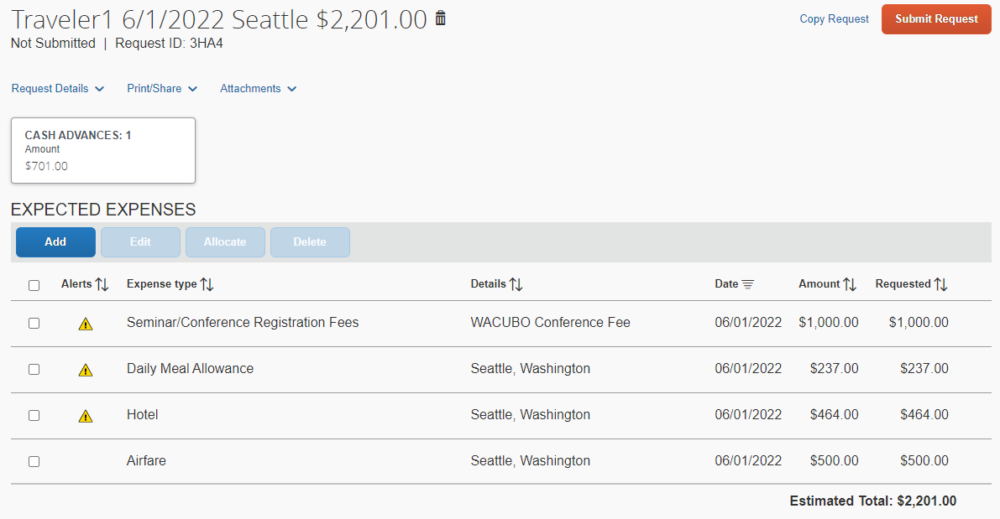 Traveler1 6/1/2022 Seattle $2,201.00
Copy Request
Submit Request
Not Submitted | Request ID: 3HA4
Request Details Print/Share Attachments
CASH ADVANCES: 1
Amount
$701.00
EXPECTED EXPENSES
Add Edit Allocate Delete
Alerts Expense type Details Date Amount Requested
Seminar/Conference Registration Fees WACUBO Conference Fee 06/01/2022 $1,000.00 $1,000.00
Daily Meal Allowance Seattle, Washington 06/01/2022 $237.00 $237.00
Hotel Seattle, Washington 06/01/2022 $464.00 $464.00
Airfare Seattle, Washington 06/01/2022 $500.00 $500.00
Estimated Total: $2,201.00